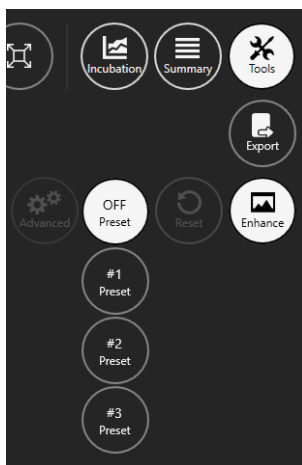 Incubation
Summary
Tools
Export
Advanced
OFF
Preset
Reset
Enhance
#1
Preset
#2
Preset
#3
Preset